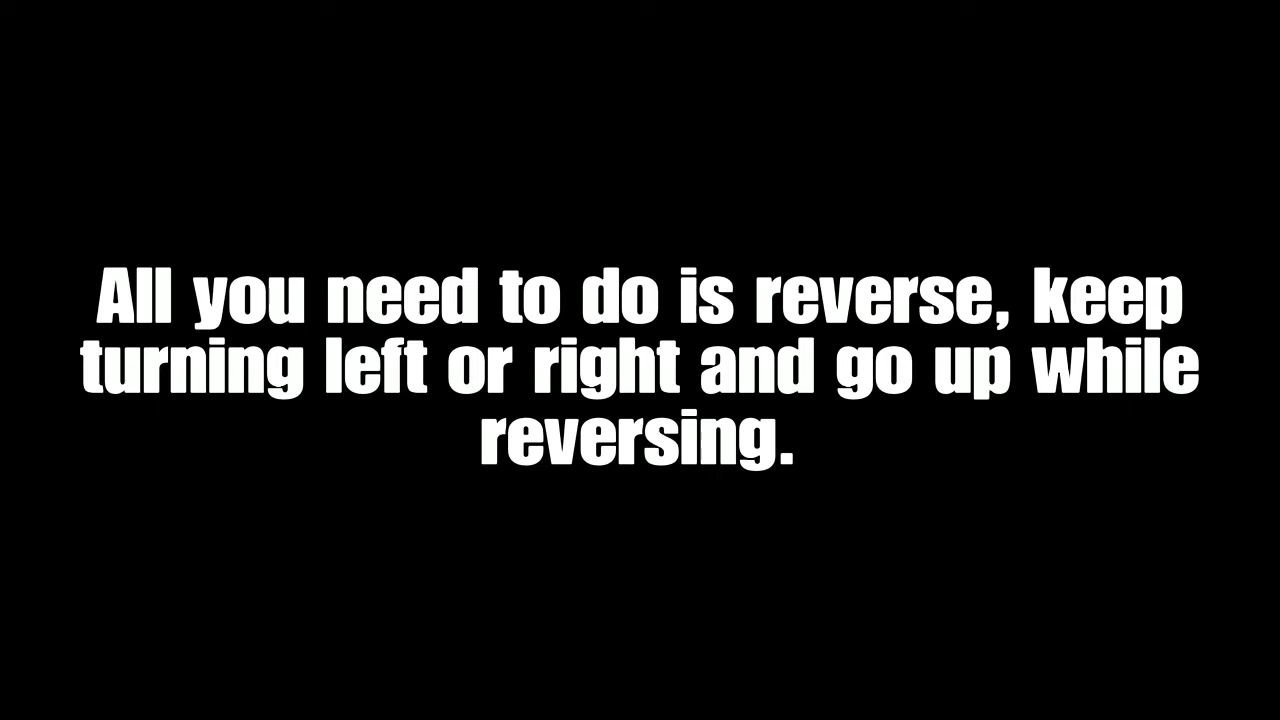 All you need to do is reverse, keep
turning left or right and go up while
reversing.